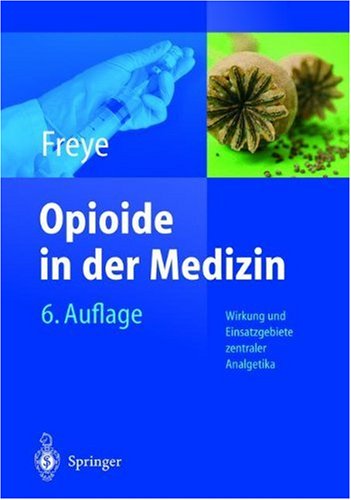 Freye
Opioide
in der Medizin
6. Auflage
Wirkung und
Einsatzgebiete
zentraler
Analgetika
Springer